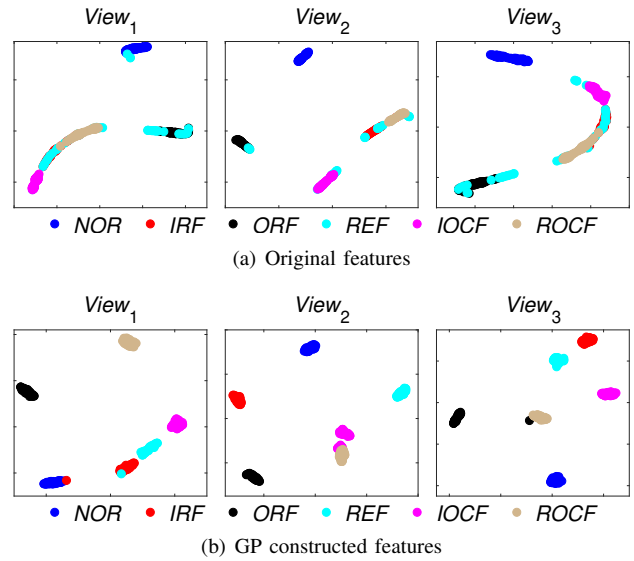 View1 View2 View3
NOR IRF ORF REF IOCF ROCF
(a) Original features
View1 View2 View3
NOR IRF ORF REF IOCF ROCF
(b) GP constructed features